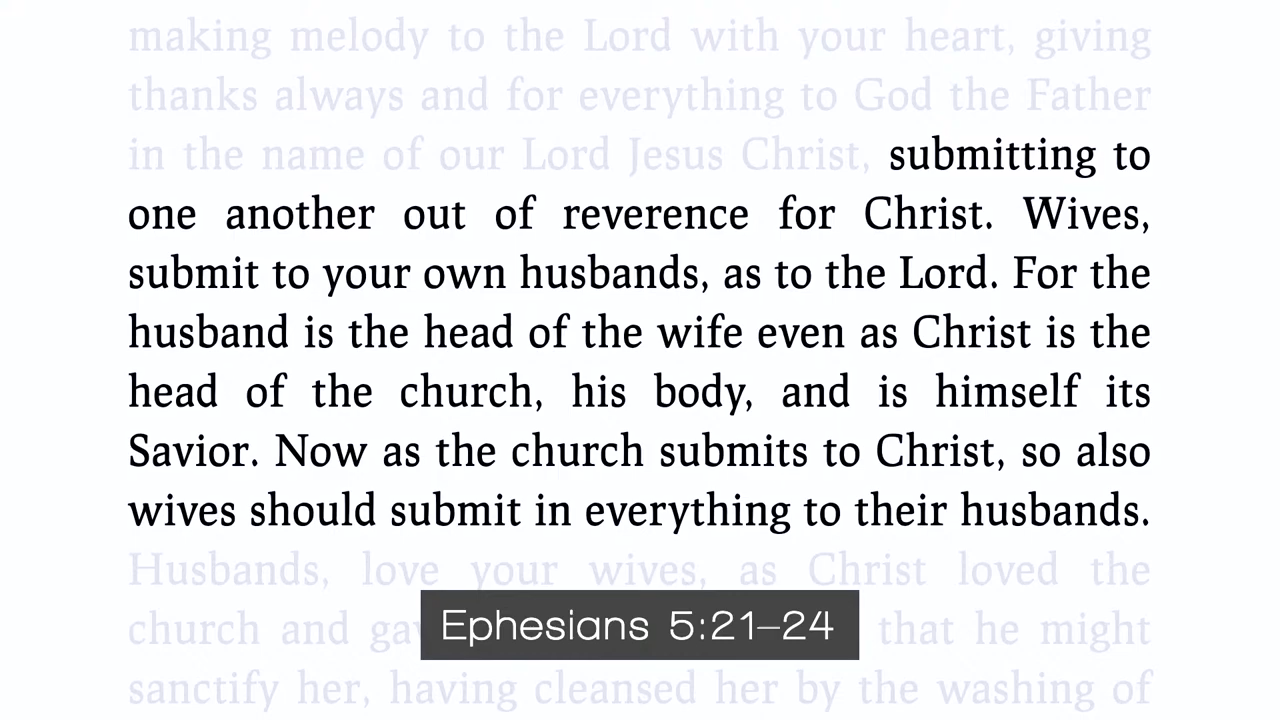 making melody to the Lord with your heart, giving
thanks always and for everything to God the Father
in the name of our Lord Jesus Christ, submitting to
one another out of reverence for Christ. Wives,
submit to your own husbands, as to the Lord. For the
husband is the head of the wife even as Christ is the
head of the church, his body, and is himself its
Savior. Now as the church submits to Christ, so also
wives should submit in everything to their husbands.
Husbands, love your wives, as Christ loved the
church and that he might
Ephesians 5:21–24
sanctify her, having cleansed her by the washing of